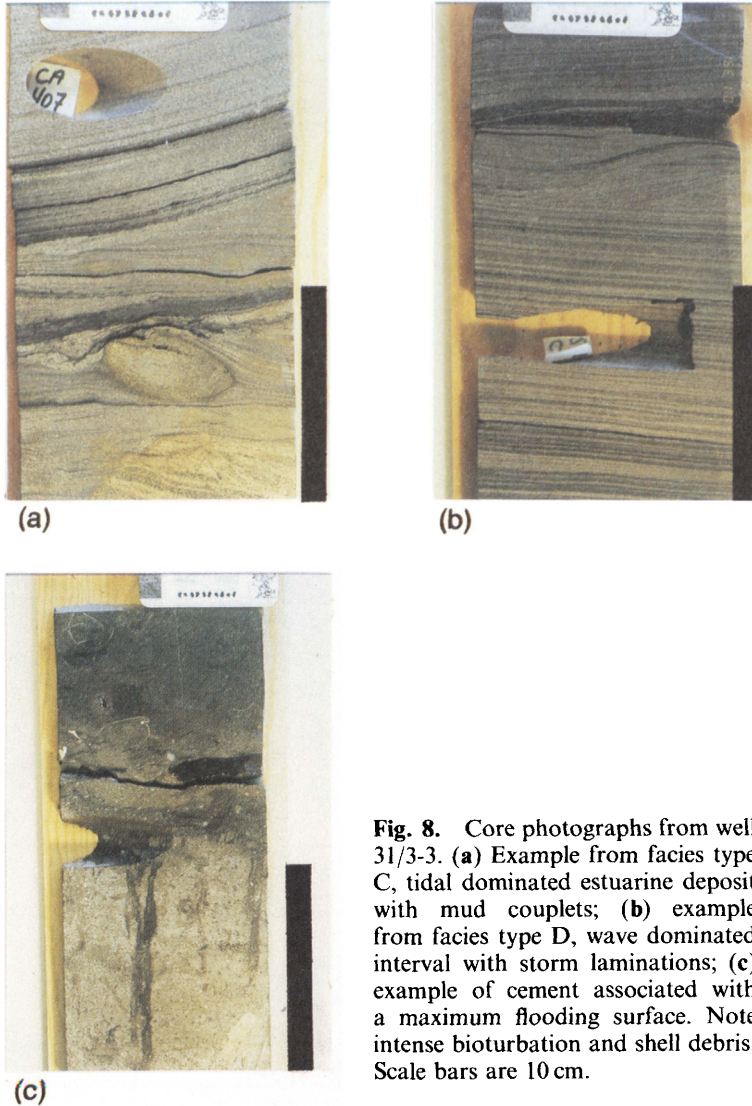 CA
407
(a)
(b)
(c)
Fig. 8. Core photographs from well
31/3-3. (a) Example from facies type
C, tidal dominated estuarine deposit
with mud couplets; (b) example
from facies type D, wave dominated
interval with storm laminations; (c)
example of cement associated with
a maximum flooding surface. Note
intense bioturbation and shell debris.
Scale bars are 10 cm.